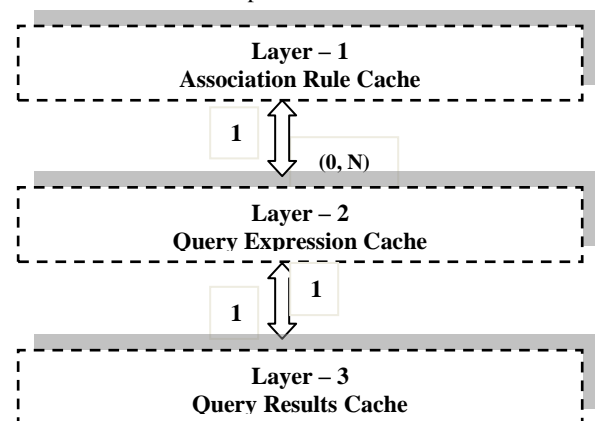 Layer – 1
Association Rule Cache
1
(0, N)
Layer – 2
Query Expression Cache
1
1
Layer – 3
Query Results Cache